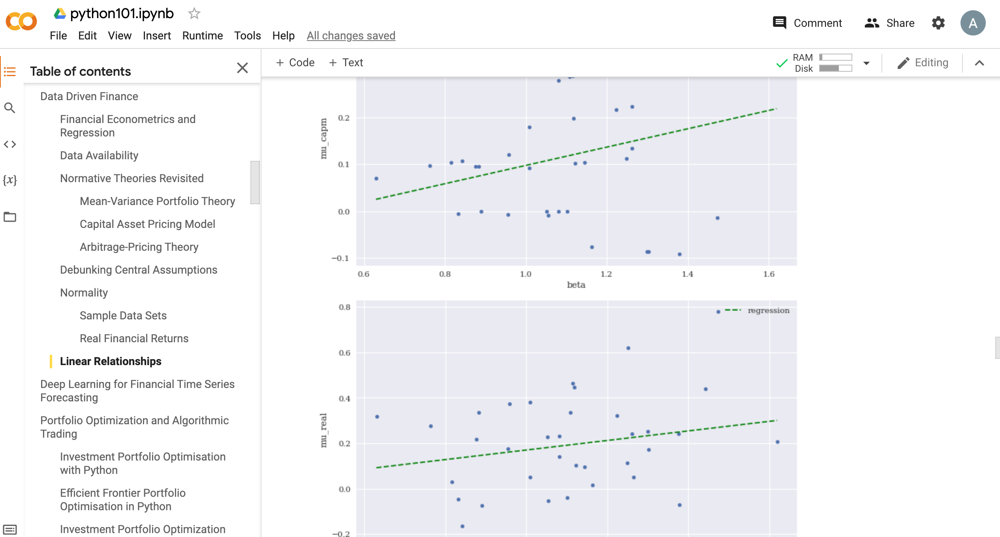 python101.ipynb
Comment
Share
A
File Edit View Insert Runtime Tools Help All changes saved
Table of contents
+ Code + Text
RAM
Disk
Editing
Data Driven Finance
Financial Econometrics and
Regression
Data Availability
Normative Theories Revisited
Mean-Variance Portfolio Theory
Capital Asset Pricing Model
Arbitrage-Pricing Theory
Debunking Central Assumptions
Normality
Sample Data Sets
Real Financial Returns
Linear Relationships
Deep Learning for Financial Time Series
Forecasting
Portfolio Optimization and Algorithmic
Trading
Investment Portfolio Optimisation
with Python
Efficient Frontier Portfolio
Optimisation in Python
Investment Portfolio Optimization
{x}
mu_capm
0.2
0.1
0.0
−0.1
0.6 0.8 1.0 1.2 1.4 1.6
beta
regression
mu_real
0.8
0.6
0.4
0.2
0.0
−0.2